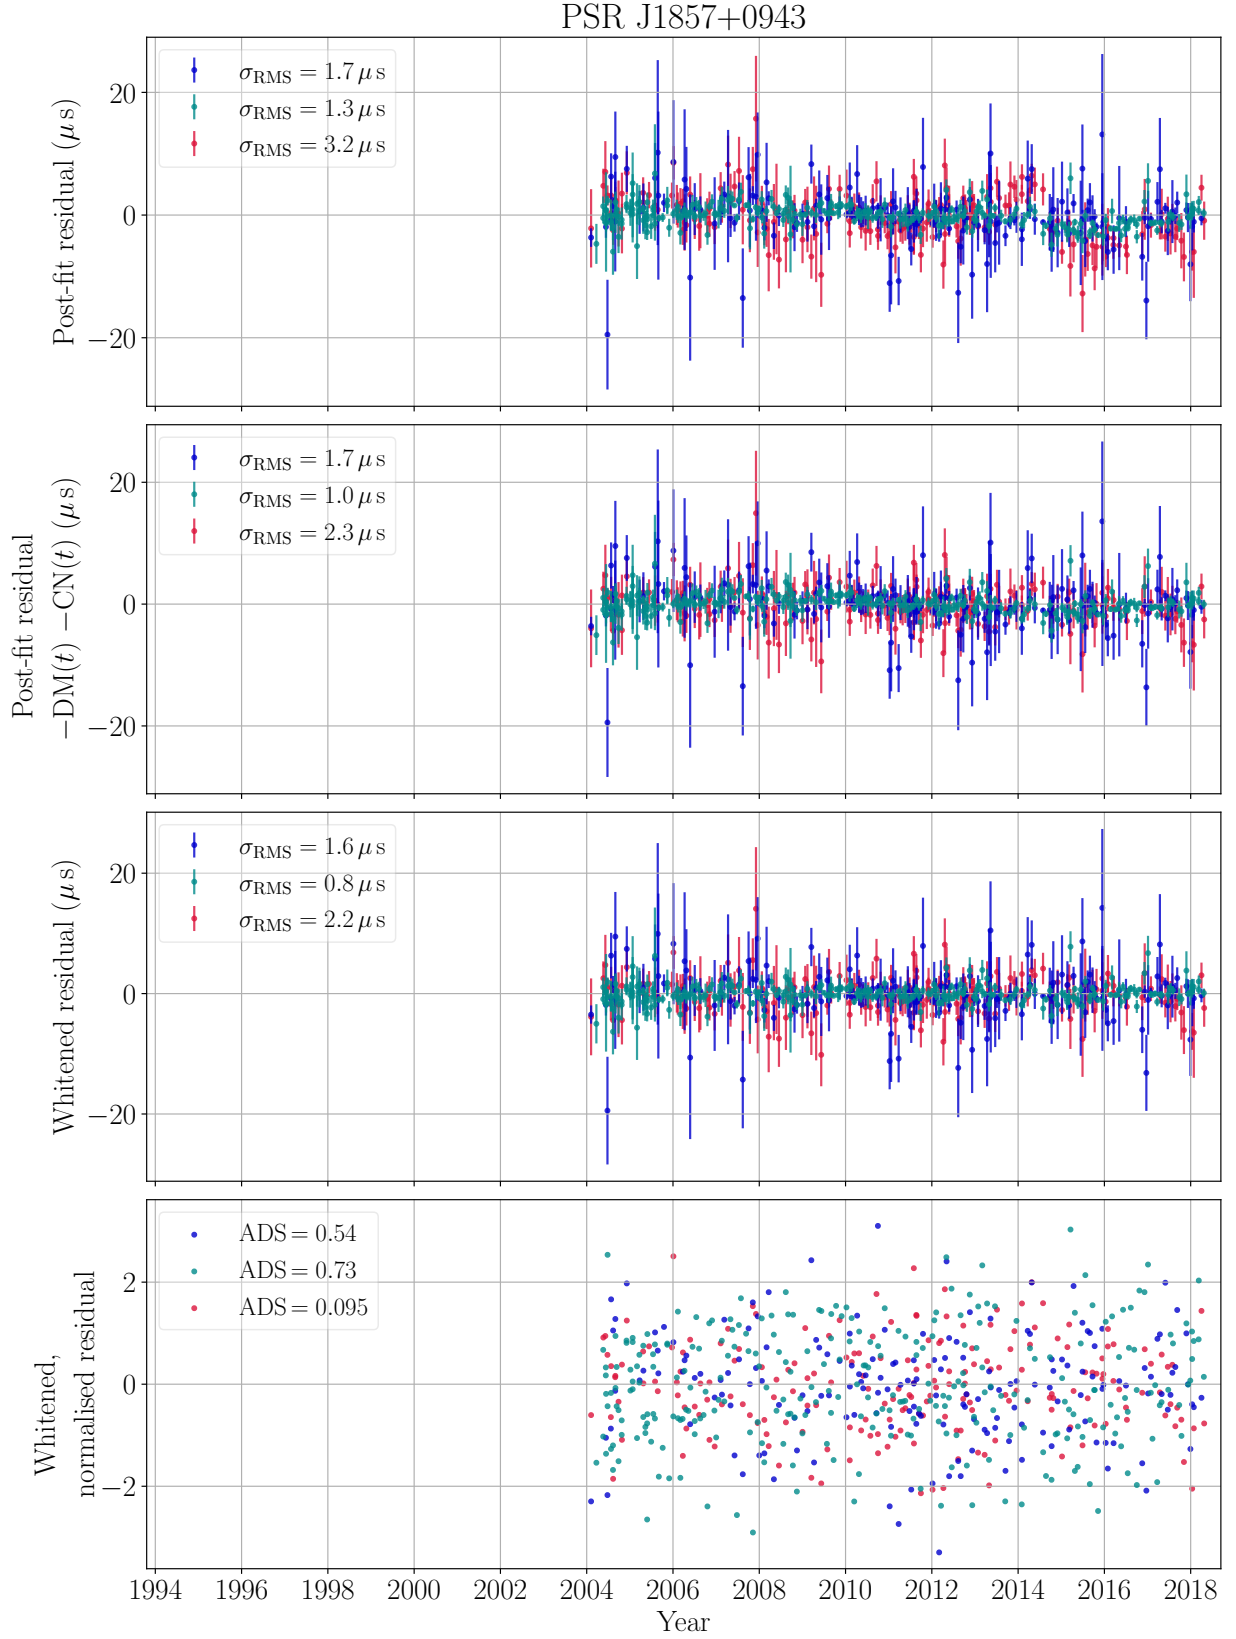 PSR J1857+0943
σRMS = 1.7 μs
σRMS = 1.3 μs
σRMS = 3.2 μs
20
0
−20
Post-fit residual (μs)
σRMS = 1.7 μs
σRMS = 1.0 μs
σRMS = 2.3 μs
20
0
−20
Post-fit residual
−DM(t) −CN(t) (μs)
σRMS = 1.6 μs
σRMS = 0.8 μs
σRMS = 2.2 μs
20
0
−20
Whitened residual (μs)
ADS = 0.54
ADS = 0.73
ADS = 0.095
2
0
−2
Whitened,
normalised residual
1994 1996 1998 2000 2002 2004 2006 2008 2010 2012 2014 2016 2018
Year